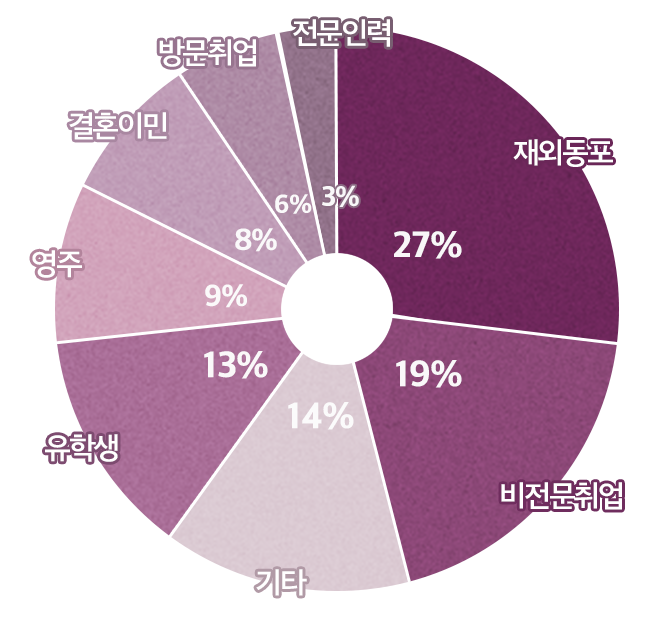 전문인력
3%
재외동포
27%
비전문취업
19%
기타
14%
유학생
13%
영주
9%
결혼이민
8%
방문취업
6%